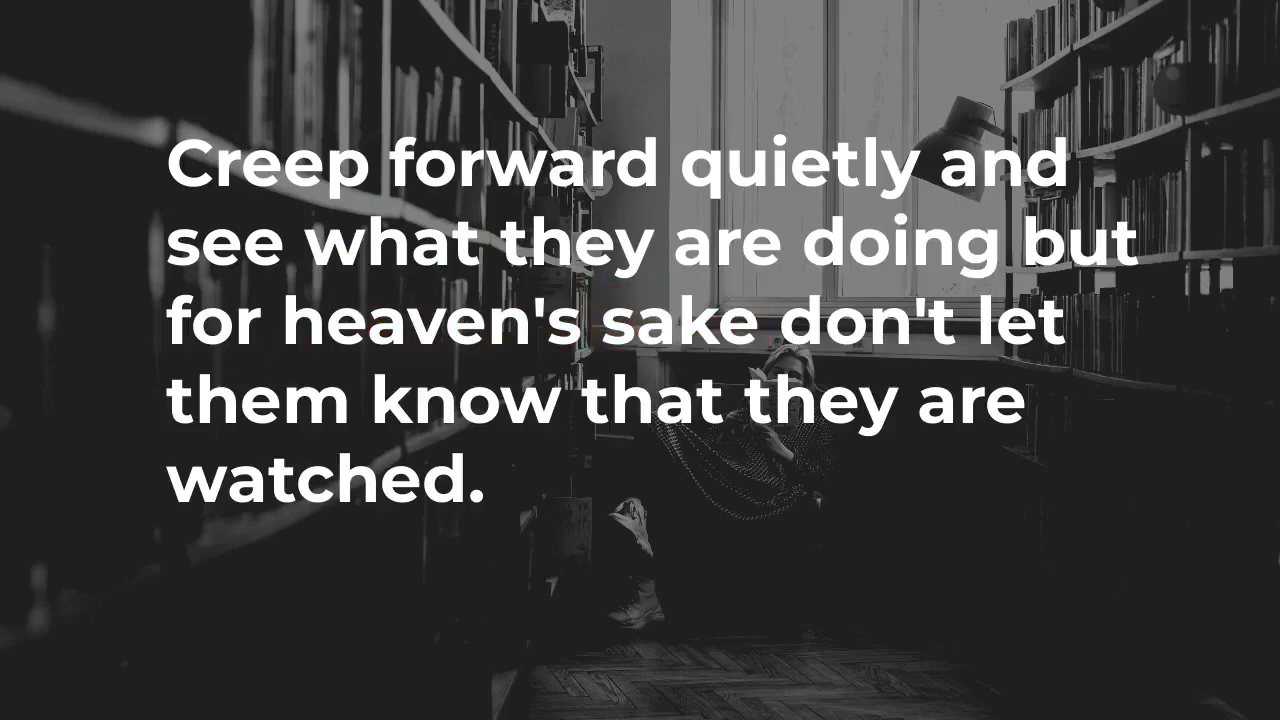 Creep forward quietly and
see what they are doing but
for heaven's sake don't let
them know that they are
watched.